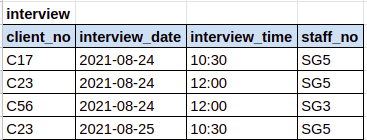 interview
client_no interview_date interview_time staff_no
C17 2021-08-24 10:30 SG5
C23 2021-08-24 12:00 SG5
C56 2021-08-24 12:00 SG3
C23 2021-08-25 10:30 SG5